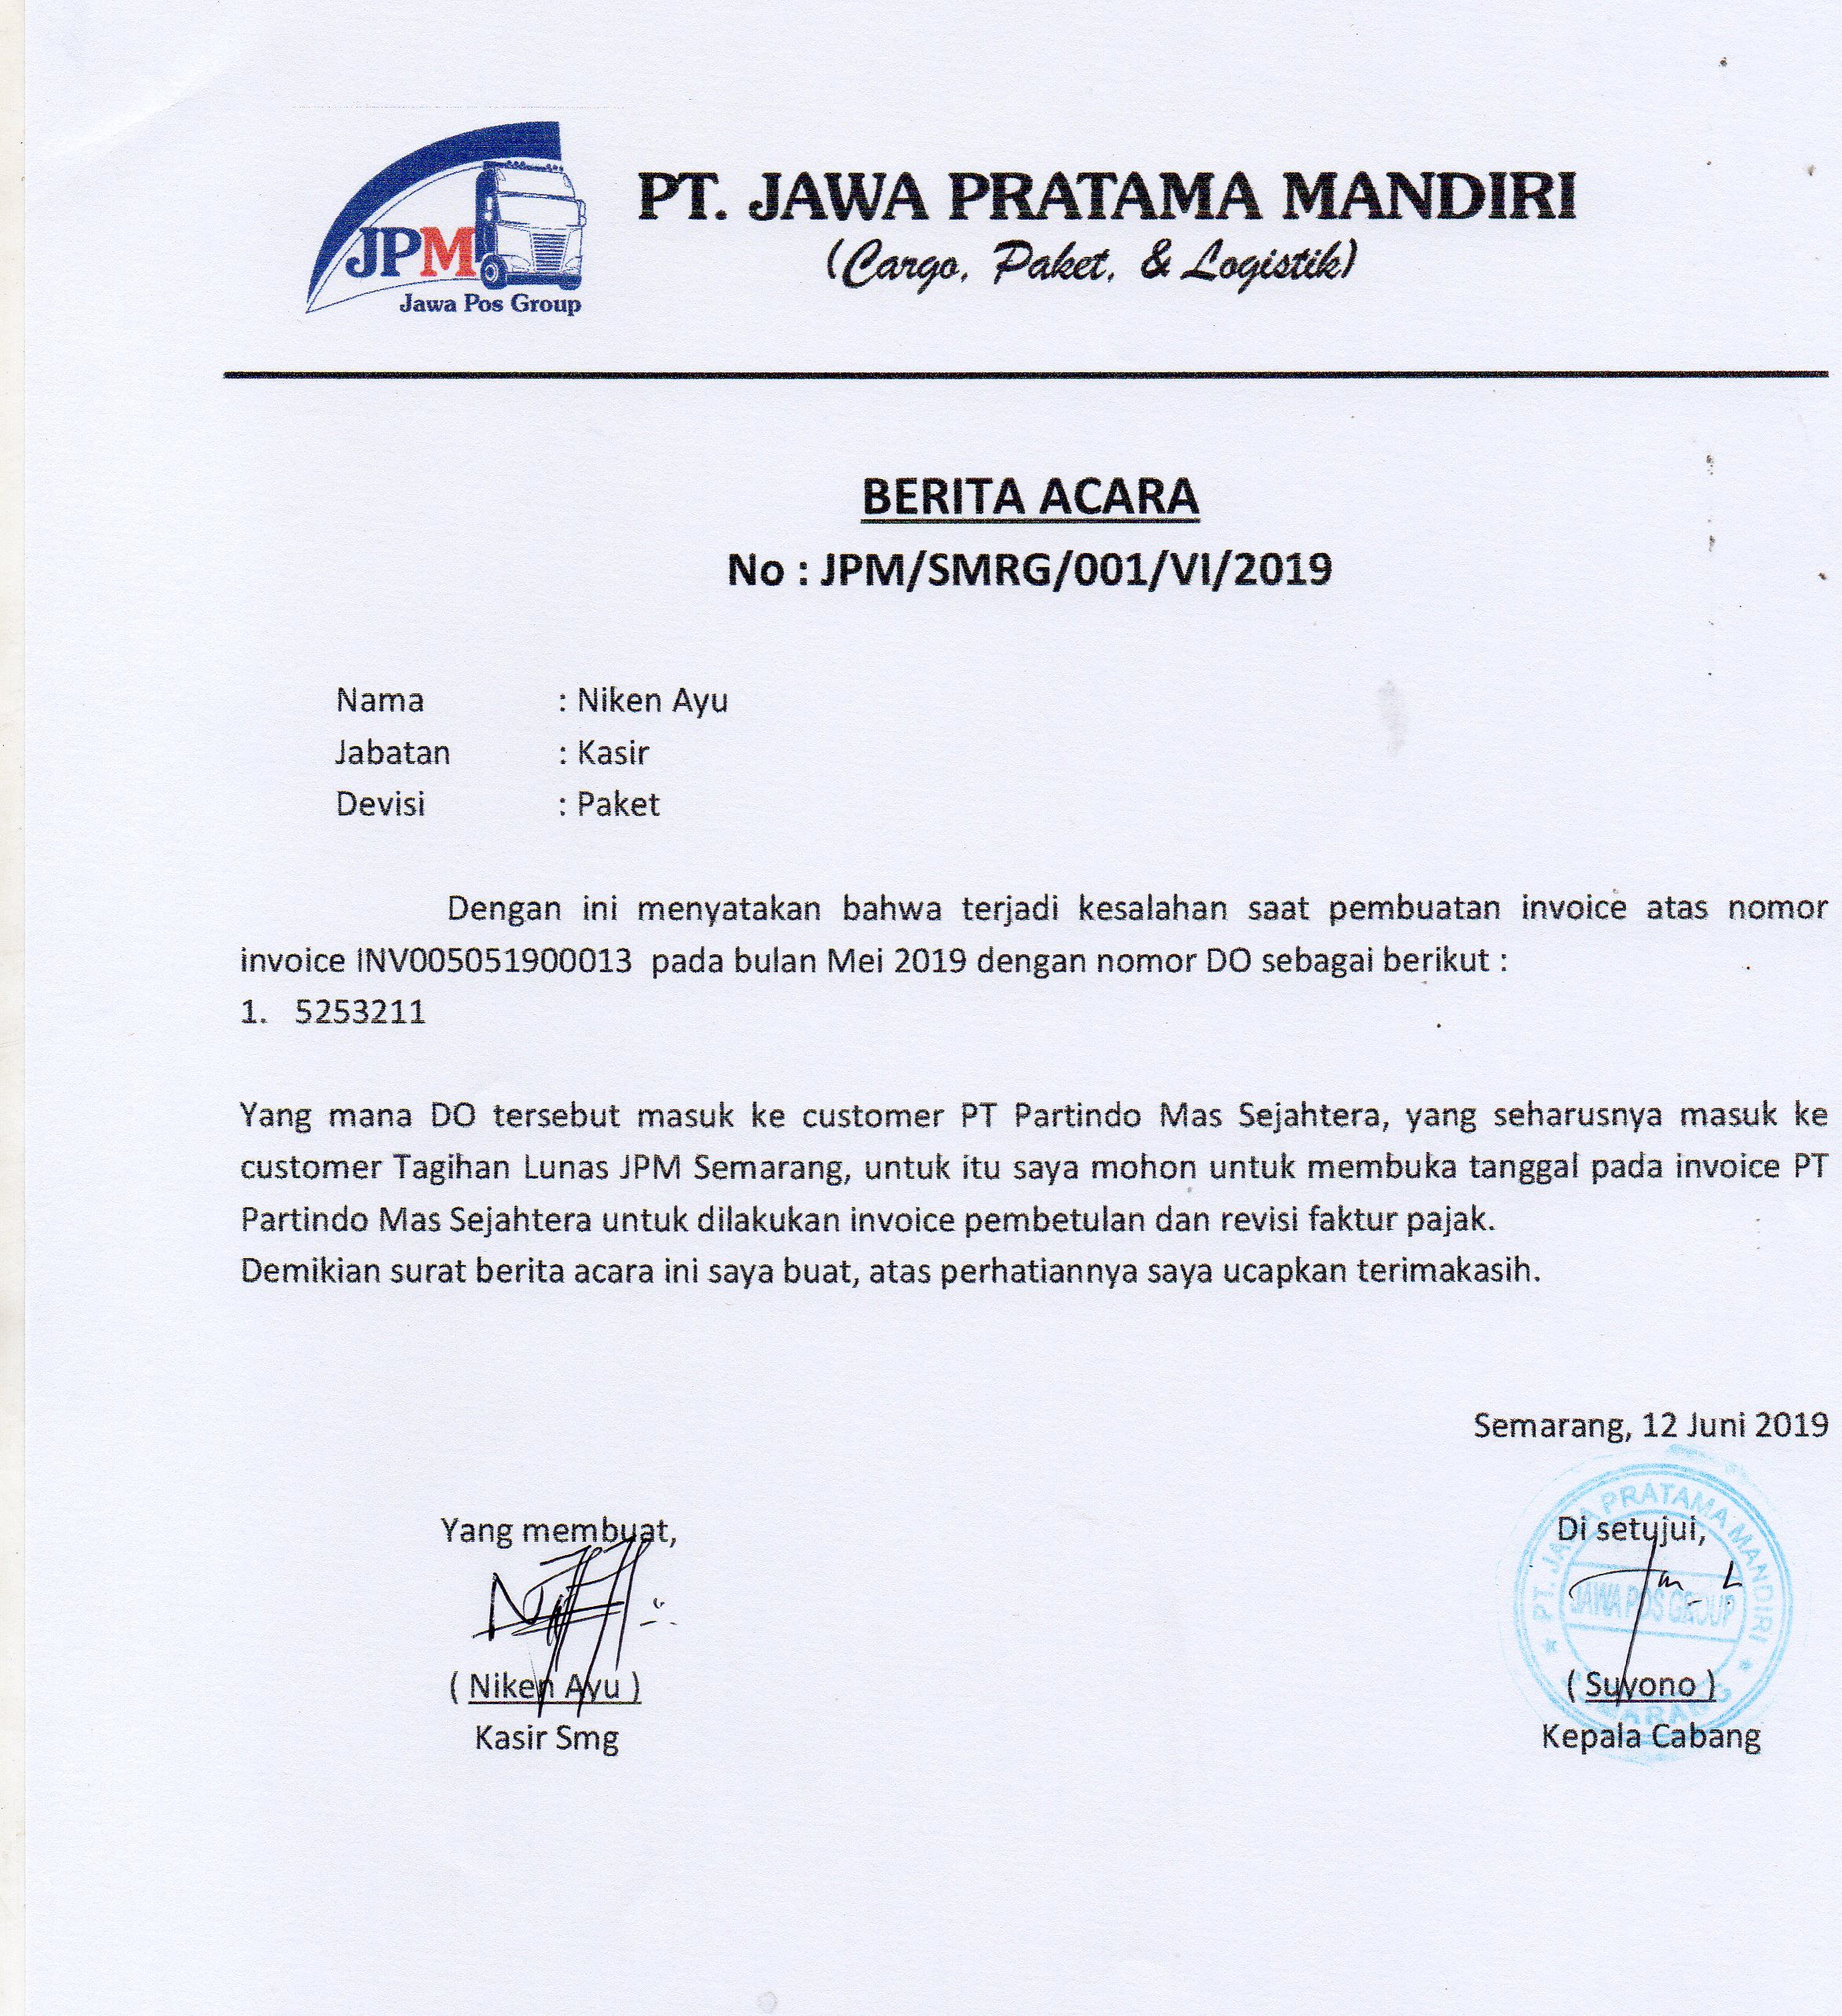 JPM
Jawa Pos Group
PT. JAWA PRATAMA MANDIRI
(Cargo, Paket, & Logistik)
BERITA ACARA
No : JPM/SMRG/001/VI/2019
Nama : Niken Ayu
Jabatan : Kasir
Devisi : Paket
Dengan ini menyatakan bahwa terjadi kesalahan saat pembuatan invoice atas nomor
invoice INV005051900013 pada bulan Mei 2019 dengan nomor DO sebagai berikut :
1. 5253211
Yang mana DO tersebut masuk ke customer PT Partindo Mas Sejahtera, yang seharusnya masuk ke
customer Tagihan Lunas JPM Semarang, untuk itu saya mohon untuk membuka tanggal pada invoice PT
Partindo Mas Sejahtera untuk dilakukan invoice pembetulan dan revisi faktur pajak.
Demikian surat berita acara ini saya buat, atas perhatiannya saya ucapkan terimakasih.
Semarang, 12 Juni 2019
Yang membuat,
Di setujui,
PT. JAWA PRATAMA MANDIRI
JAWA POS GROUP
( Niken Ayu )
( Suyono )
Kasir Smg
Kepala Cabang